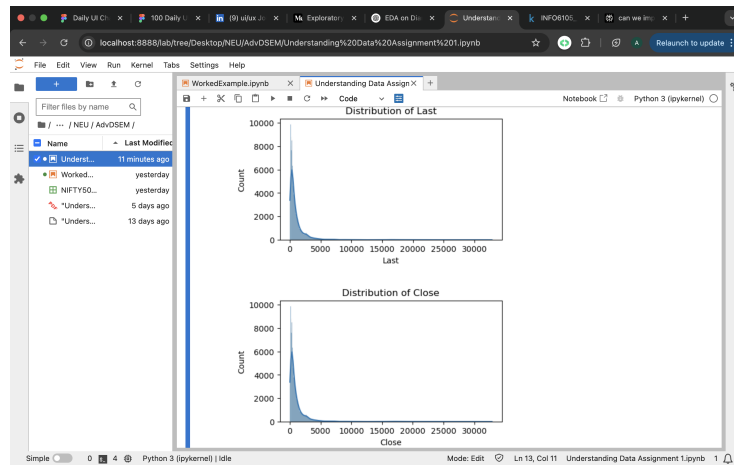 Daily UI Ch
100 Daily U
(9) ui/ux Jo
Exploratory
EDA on Dia
Understand
INFO6105_
can we imp
localhost:8888/lab/tree/Desktop/NEU/AdvDSEM/Understanding%20Data%20Assignment%201.ipynb
A
Relaunch to update
File Edit View Run Kernel Tabs Settings Help
WorkedExample.ipynb
Understanding Data Assign
Code
Notebook
Python 3 (ipykernel)
Filter files by name
/ ··· / NEU / AdvDSEM /
Name
Last Modified
Underst...
11 minutes ago
Worked...
yesterday
NIFTY50...
yesterday
"Unders...
5 days ago
"Unders...
13 days ago
Distribution of Last
10000
8000
6000
4000
2000
0
Count
0 5000 10000 15000 20000 25000 30000
Last
Distribution of Close
10000
8000
6000
4000
2000
0
Count
0 5000 10000 15000 20000 25000 30000
Close
Simple
0
4
Python 3 (ipykernel) | Idle
Mode: Edit
Ln 13, Col 11
Understanding Data Assignment 1.ipynb
1